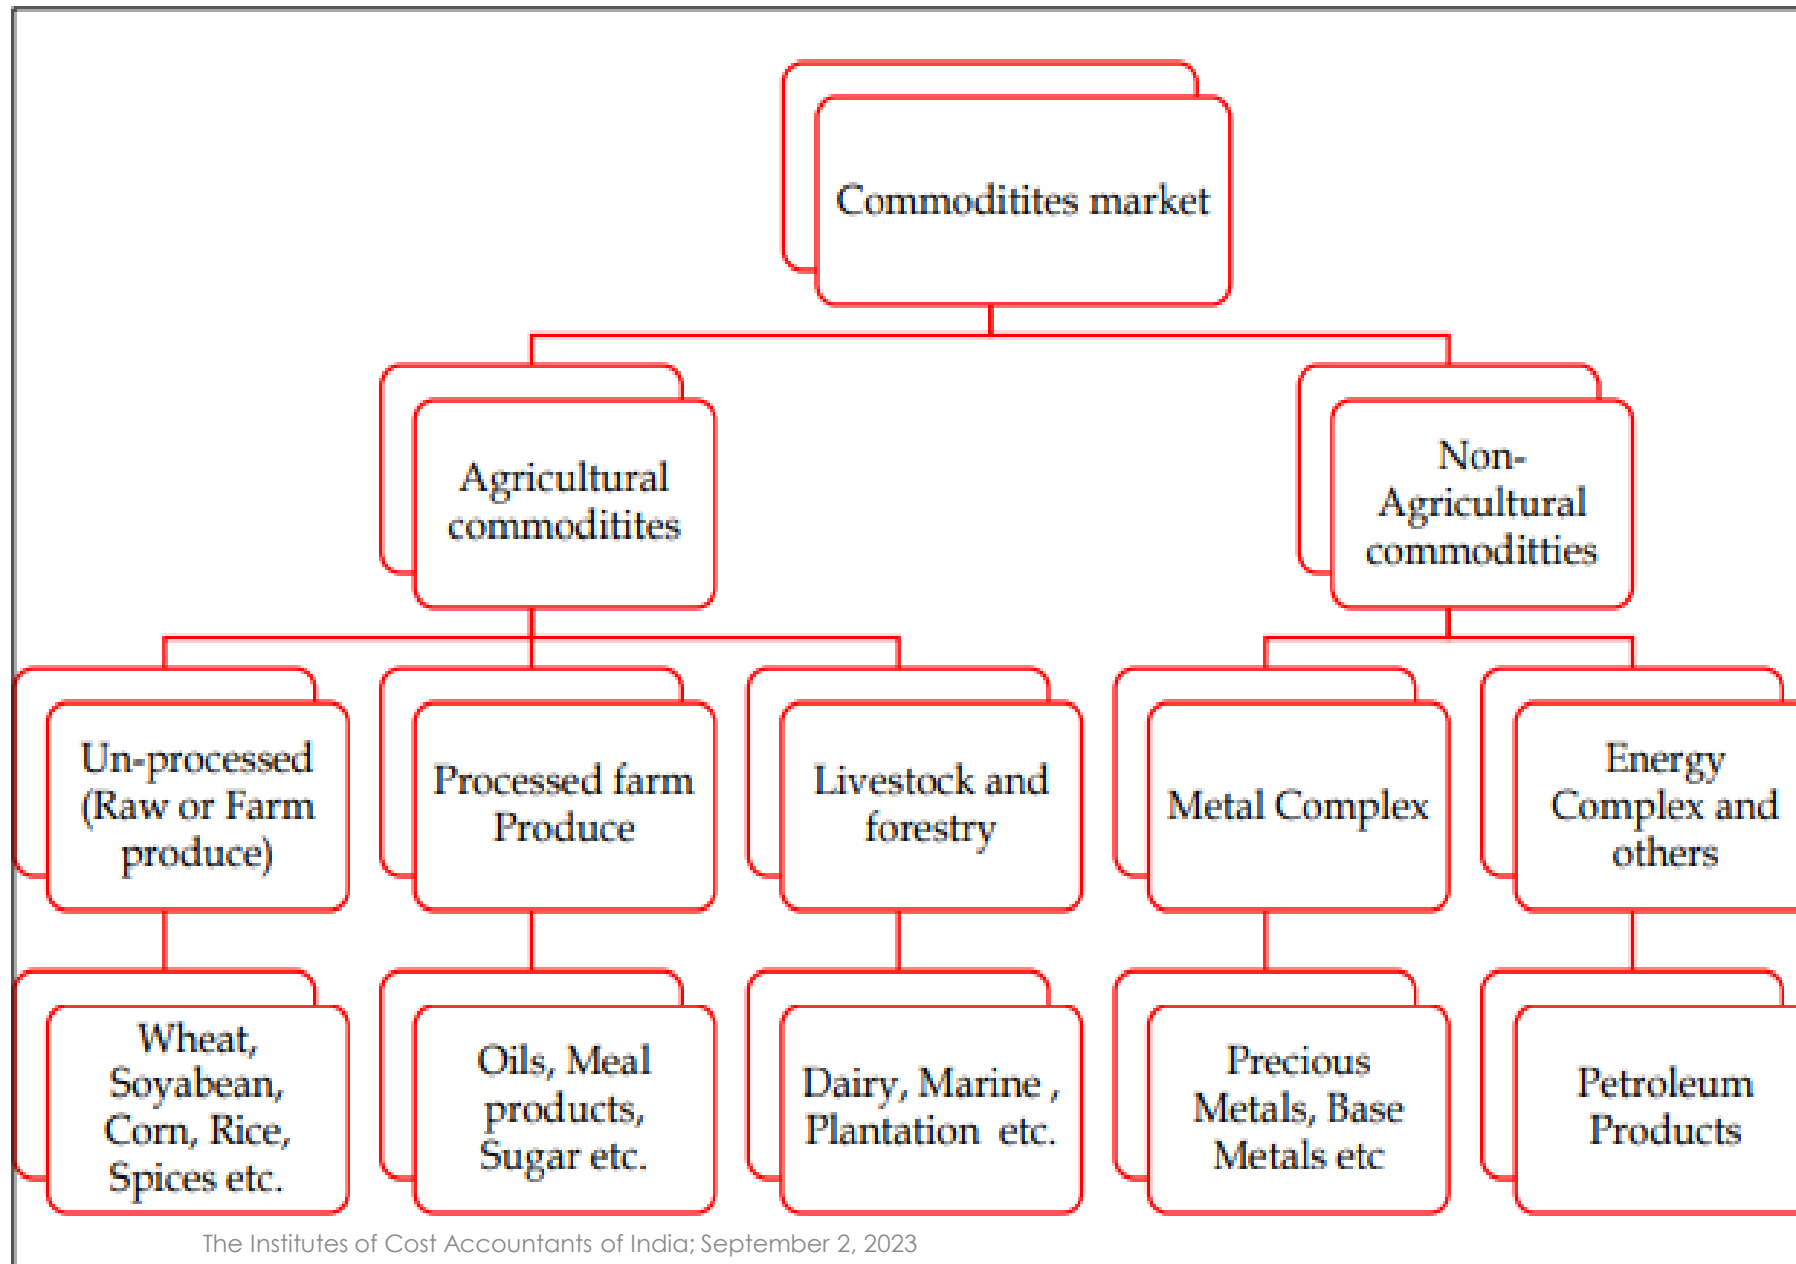 Commoditites market
Agricultural
commoditites
Non-
Agricultural
commoditties
Un-processed
(Raw or Farm
produce)
Processed farm
Produce
Livestock and
forestry
Metal Complex
Energy
Complex and
others
Wheat,
Soyabean,
Corn, Rice,
Spices etc.
Oils, Meal
products,
Sugar etc.
Dairy, Marine ,
Plantation etc.
Precious
Metals, Base
Metals etc
Petroleum
Products
The Institutes of Cost Accountants of India; September 2, 2023